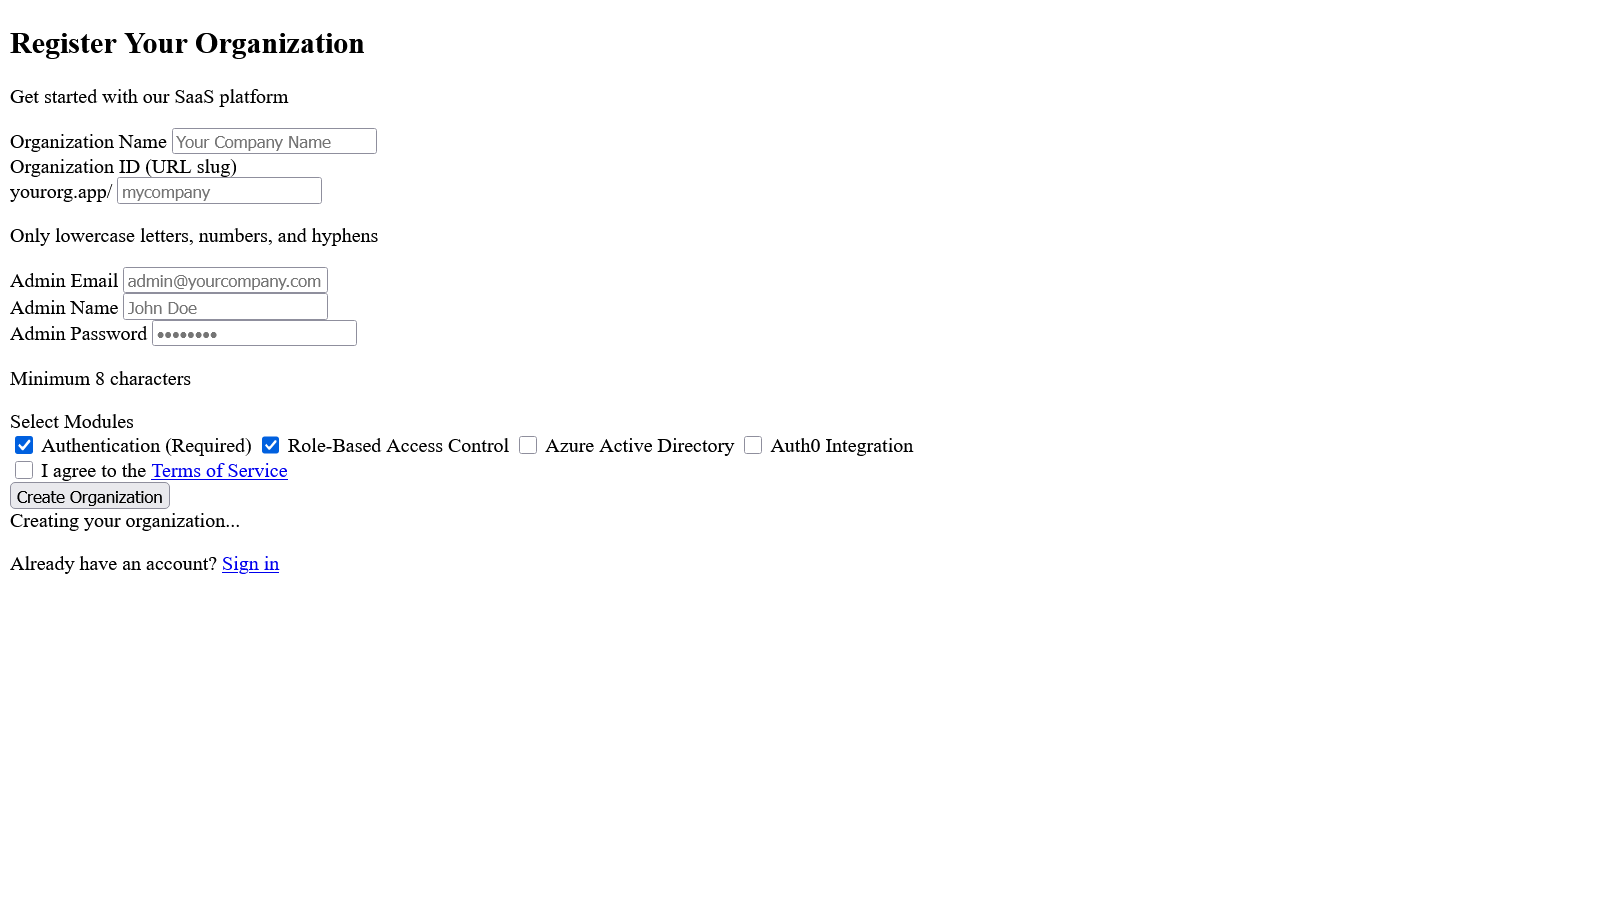 Register Your Organization
Get started with our SaaS platform
Organization Name Your Company Name
Organization ID (URL slug)
yourorg.app/ mycompany
Only lowercase letters, numbers, and hyphens
Admin Email admin@yourcompany.com
Admin Name John Doe
Admin Password ••••••••
Minimum 8 characters
Select Modules
Authentication (Required) Role-Based Access Control Azure Active Directory Auth0 Integration
I agree to the Terms of Service
Create Organization
Creating your organization...
Already have an account? Sign in